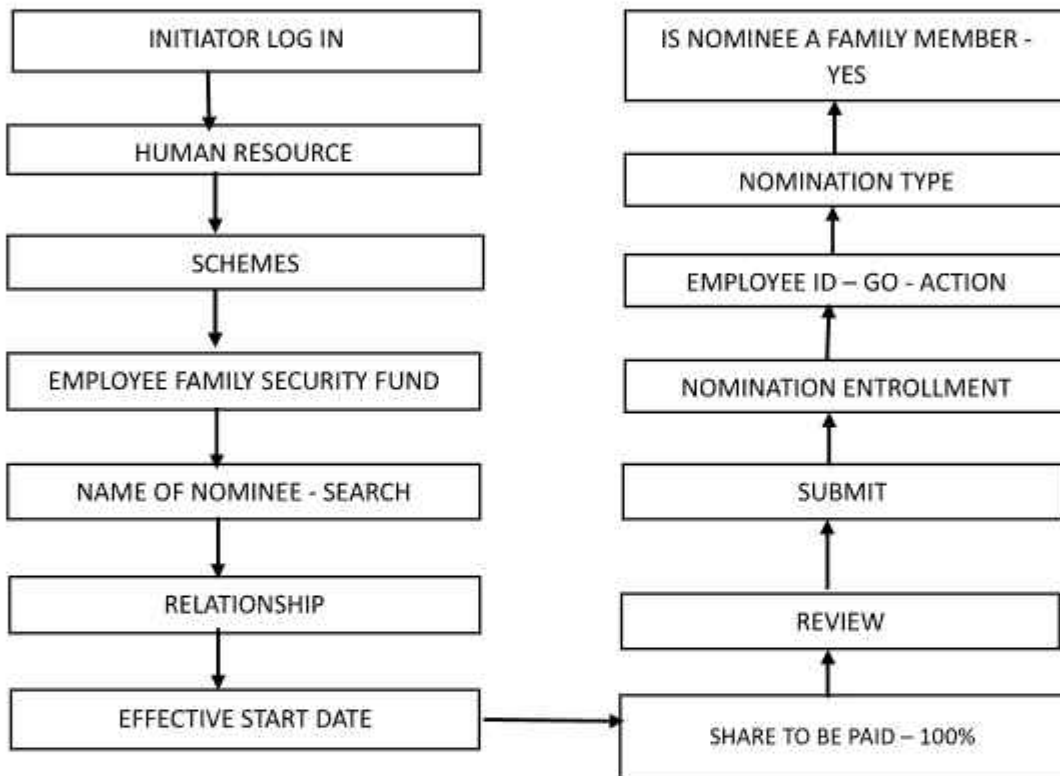 INITIATOR LOG IN
HUMAN RESOURCE
SCHEMES
EMPLOYEE FAMILY SECURITY FUND
NAME OF NOMINEE - SEARCH
RELATIONSHIP
EFFECTIVE START DATE
SHARE TO BE PAID – 100%
REVIEW
SUBMIT
NOMINATION ENTROLLMENT
EMPLOYEE ID – GO - ACTION
NOMINATION TYPE
IS NOMINEE A FAMILY MEMBER -
YES